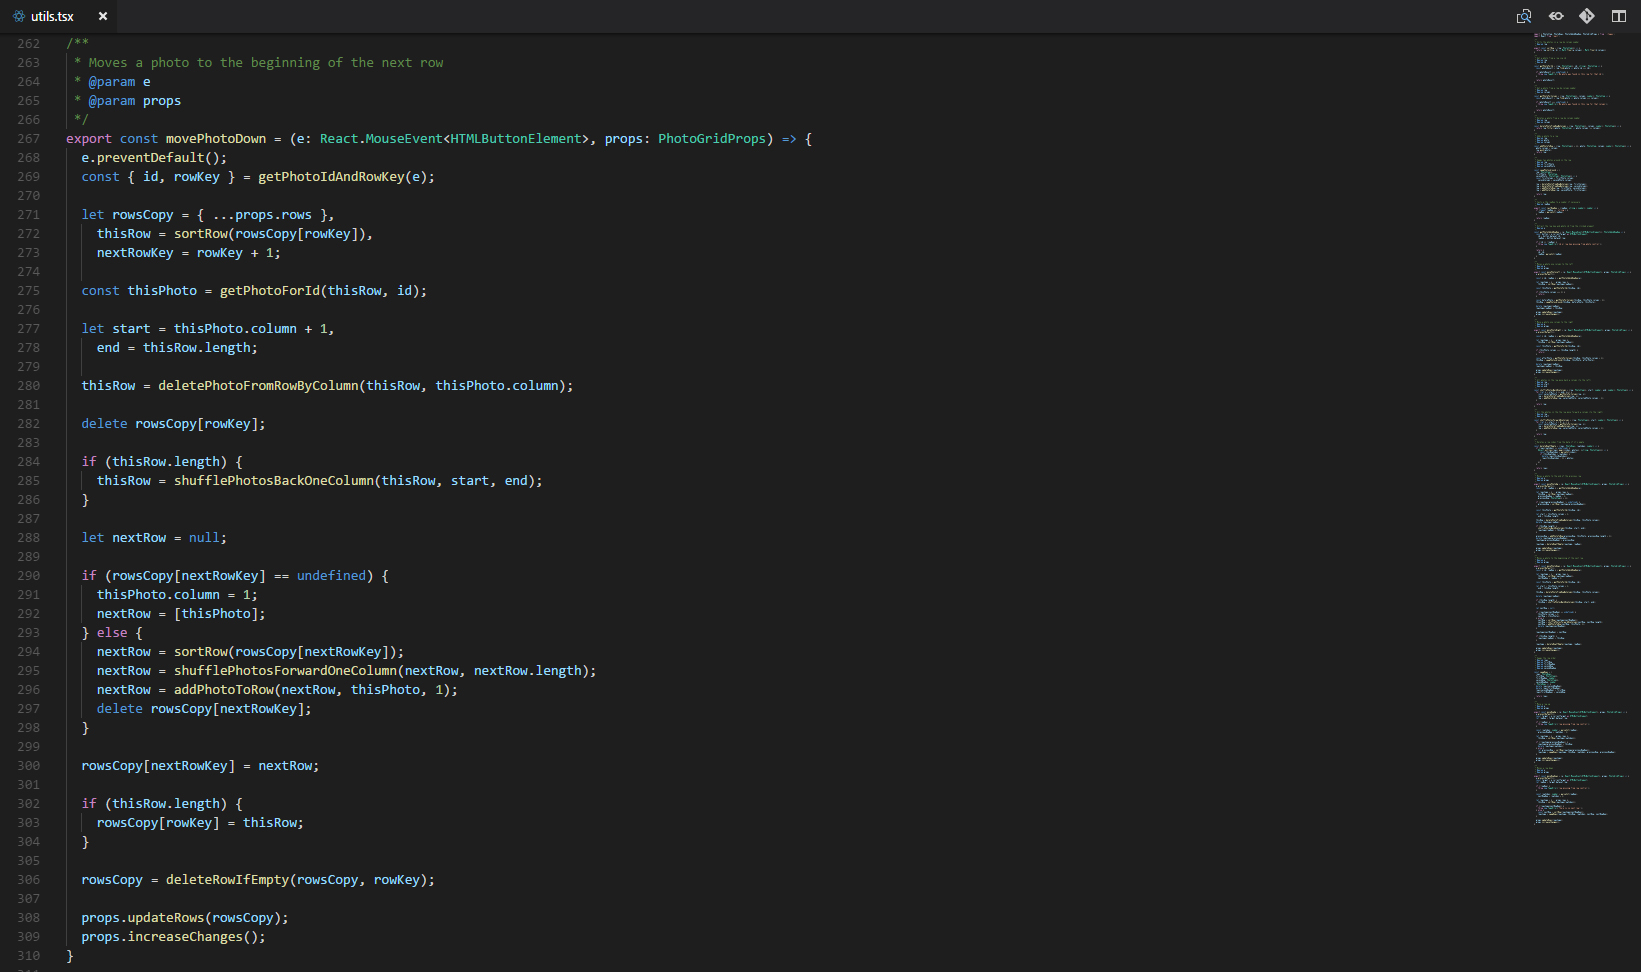 utils.tsx
262 /**
263  * Moves a photo to the beginning of the next row
264  * @param e
265  * @param props
266  */
267 export const movePhotoDown = (e: React.MouseEvent<HTMLButtonElement>, props: PhotoGridProps) => {
268   e.preventDefault();
269   const { id, rowKey } = getPhotoIdAndRowKey(e);
270
271   let rowsCopy = { ...props.rows },
272     thisRow = sortRow(rowsCopy[rowKey]),
273     nextRowKey = rowKey + 1;
274
275   const thisPhoto = getPhotoForId(thisRow, id);
276
277   let start = thisPhoto.column + 1,
278     end = thisRow.length;
279
280   thisRow = deletePhotoFromRowByColumn(thisRow, thisPhoto.column);
281
282   delete rowsCopy[rowKey];
283
284   if (thisRow.length) {
285     thisRow = shufflePhotosBackOneColumn(thisRow, start, end);
286   }
287
288   let nextRow = null;
289
290   if (rowsCopy[nextRowKey] == undefined) {
291     thisPhoto.column = 1;
292     nextRow = [thisPhoto];
293   } else {
294     nextRow = sortRow(rowsCopy[nextRowKey]);
295     nextRow = shufflePhotosForwardOneColumn(nextRow, nextRow.length);
296     nextRow = addPhotoToRow(nextRow, thisPhoto, 1);
297     delete rowsCopy[nextRowKey];
298   }
299
300   rowsCopy[nextRowKey] = nextRow;
301
302   if (thisRow.length) {
303     rowsCopy[rowKey] = thisRow;
304   }
305
306   rowsCopy = deleteRowIfEmpty(rowsCopy, rowKey);
307
308   props.updateRows(rowsCopy);
309   props.increaseChanges();
310 }